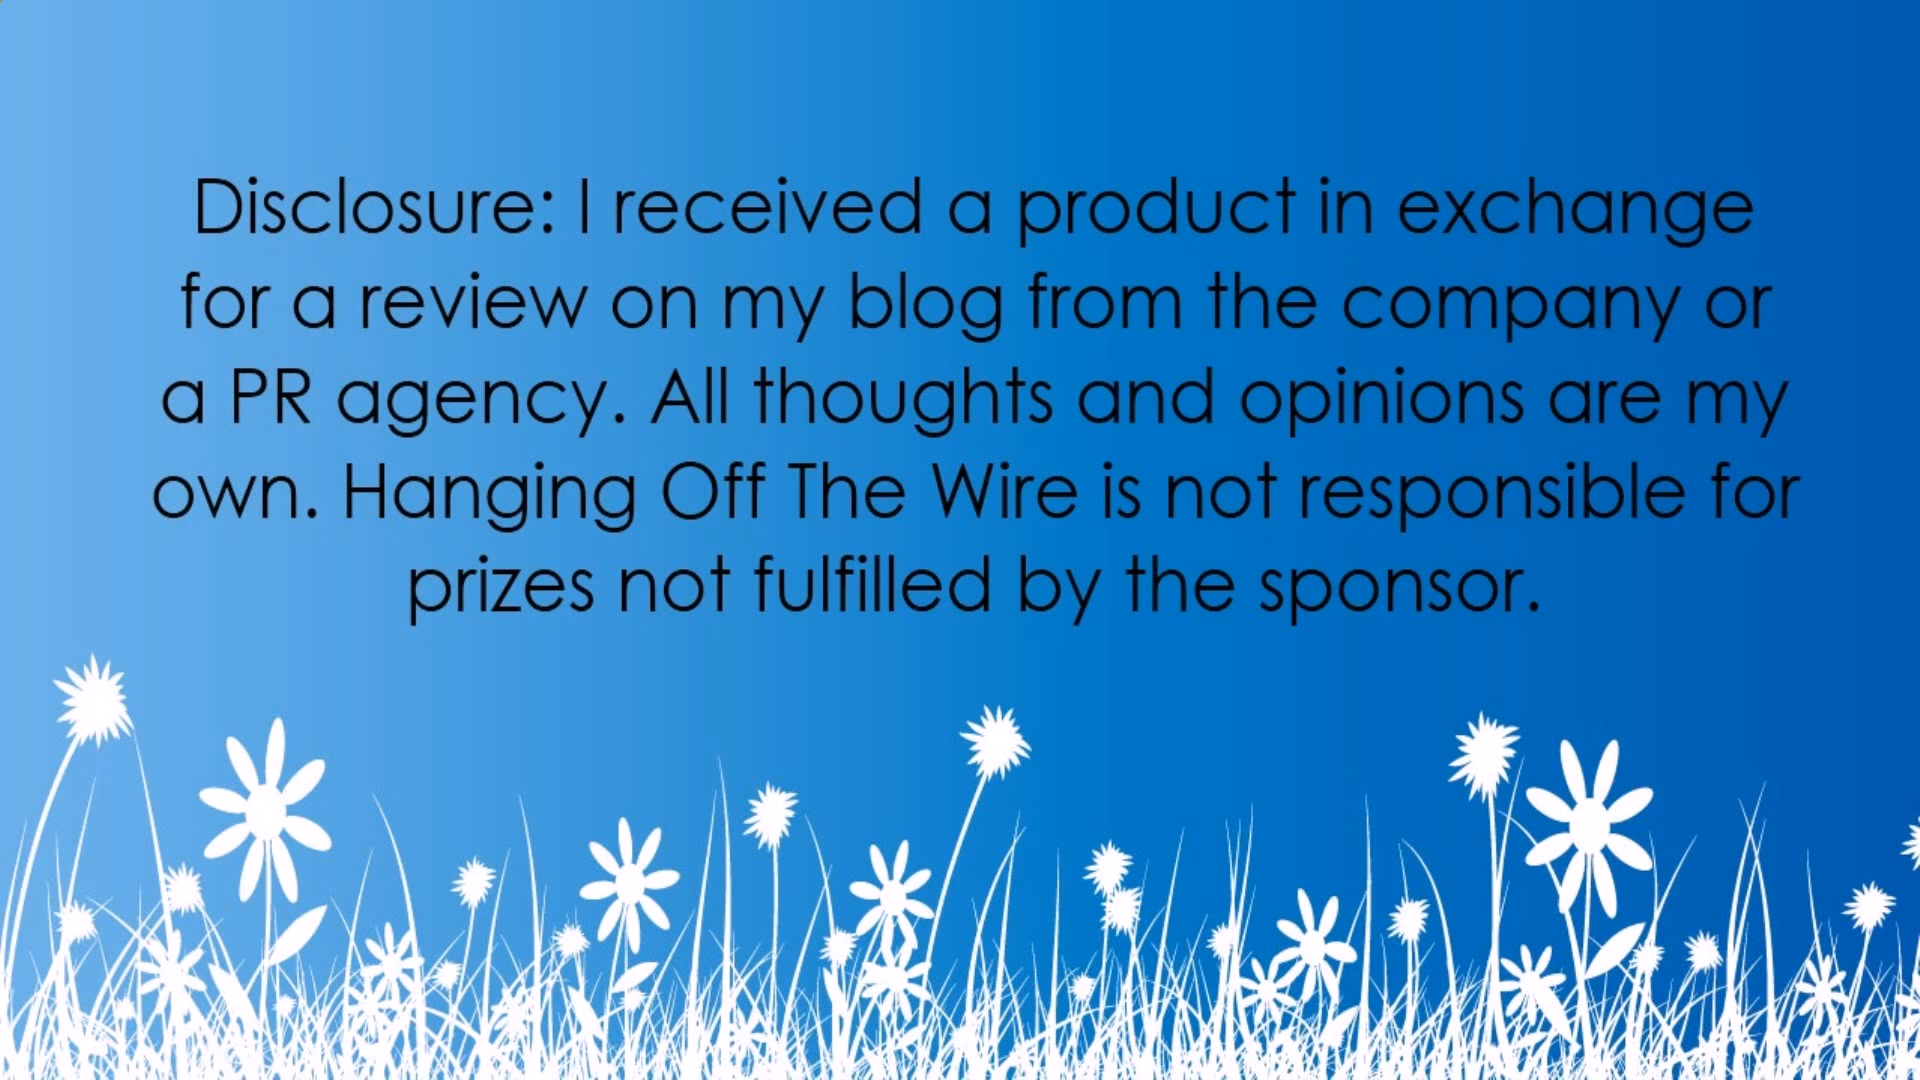 Disclosure: I received a product in exchange
for a review on my blog from the company or
a PR agency. All thoughts and opinions are my
own. Hanging Off The Wire is not responsible for
prizes not fulfilled by the sponsor.